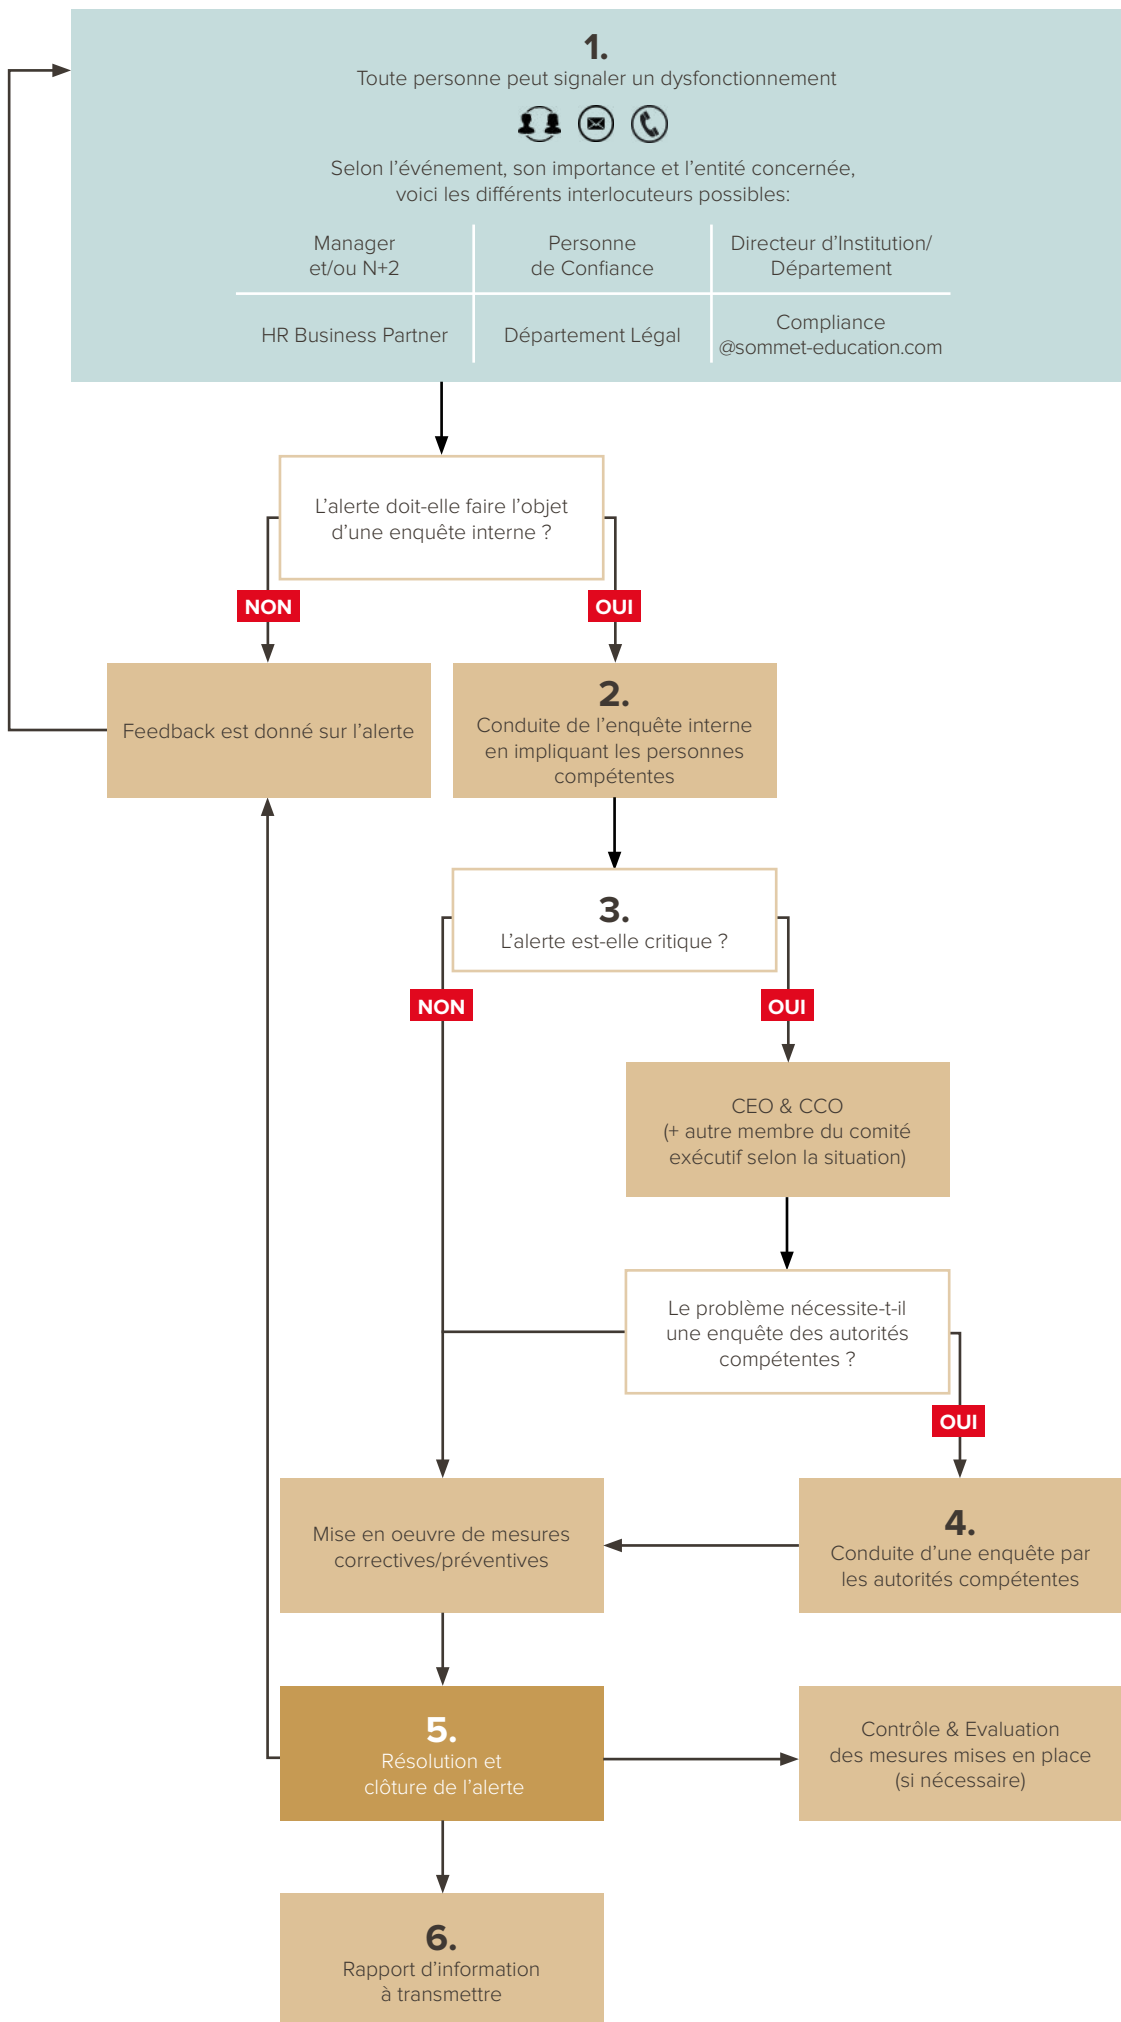 1.
Toute personne peut signaler un dysfonctionnement
Selon l’événement, son importance et l’entité concernée,
voici les différents interlocuteurs possibles:
Manager
et/ou N+2
Personne
de Confiance
Directeur d’Institution/
Département
HR Business Partner
Département Légal
Compliance
@sommet-education.com
L’alerte doit-elle faire l’objet
d’une enquête interne ?
NON
OUI
Feedback est donné sur l’alerte
2.
Conduite de l’enquête interne
en impliquant les personnes
compétentes
3.
L’alerte est-elle critique ?
NON
OUI
CEO & CCO
(+ autre membre du comité
exécutif selon la situation)
Le problème nécessite-t-il
une enquête des autorités
compétentes ?
OUI
Mise en oeuvre de mesures
correctives/préventives
4.
Conduite d’une enquête par
les autorités compétentes
5.
Résolution et
clôture de l’alerte
Contrôle & Evaluation
des mesures mises en place
(si nécessaire)
6.
Rapport d’information
à transmettre